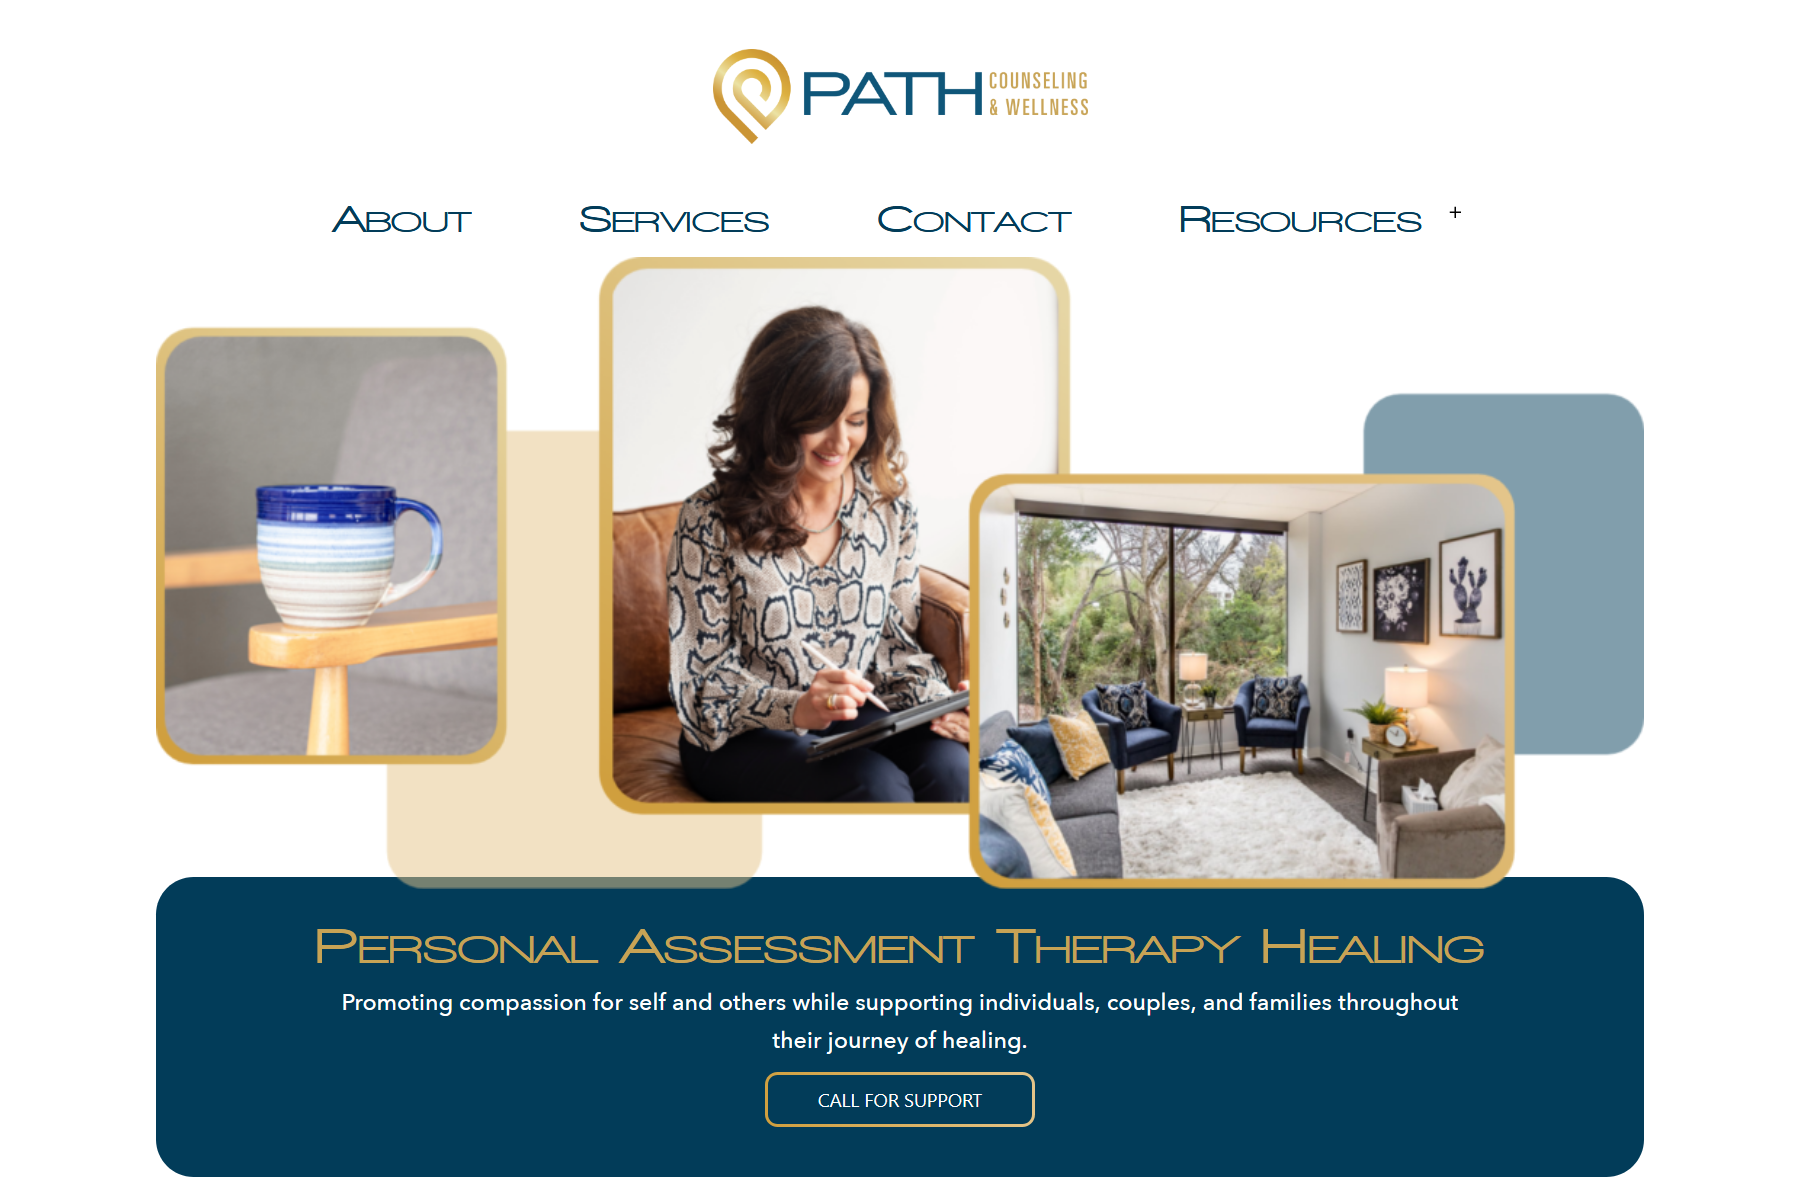 PATH COUNSELING
& WELLNESS
About Services Contact Resources +
Personal Assessment Therapy Healing
Promoting compassion for self and others while supporting individuals, couples, and families throughout
their journey of healing.
CALL FOR SUPPORT